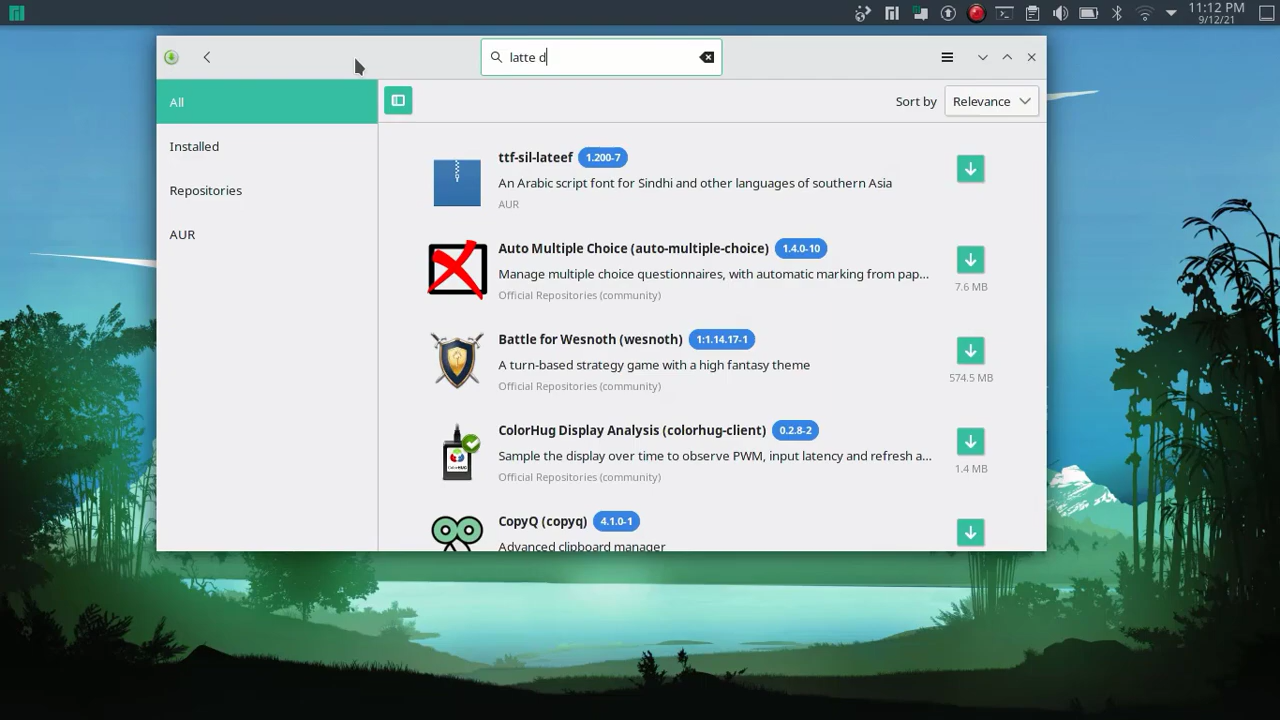 11:12 PM
9/12/21
latte d
All
Installed
Repositories
AUR
Sort by Relevance
ttf-sil-lateef 1.200-7
An Arabic script font for Sindhi and other languages of southern Asia
AUR
Auto Multiple Choice (auto-multiple-choice) 1.4.0-10
Manage multiple choice questionnaires, with automatic marking from pap...
Official Repositories (community)
7.6 MB
Battle for Wesnoth (wesnoth) 1:1.14.17-1
A turn-based strategy game with a high fantasy theme
Official Repositories (community)
574.5 MB
ColorHug Display Analysis (colorhug-client) 0.2.8-2
Sample the display over time to observe PWM, input latency and refresh a...
Official Repositories (community)
1.4 MB
CopyQ (copyq) 4.1.0-1
Advanced clipboard manager